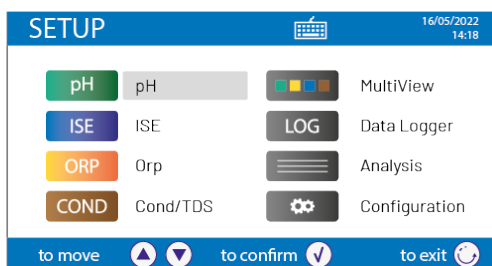 SETUP
16/05/2022
14:18
pH pH
MultiView
ISE ISE
LOG Data Logger
ORP Orp
Analysis
COND Cond/TDS
Configuration
to move to confirm to exit